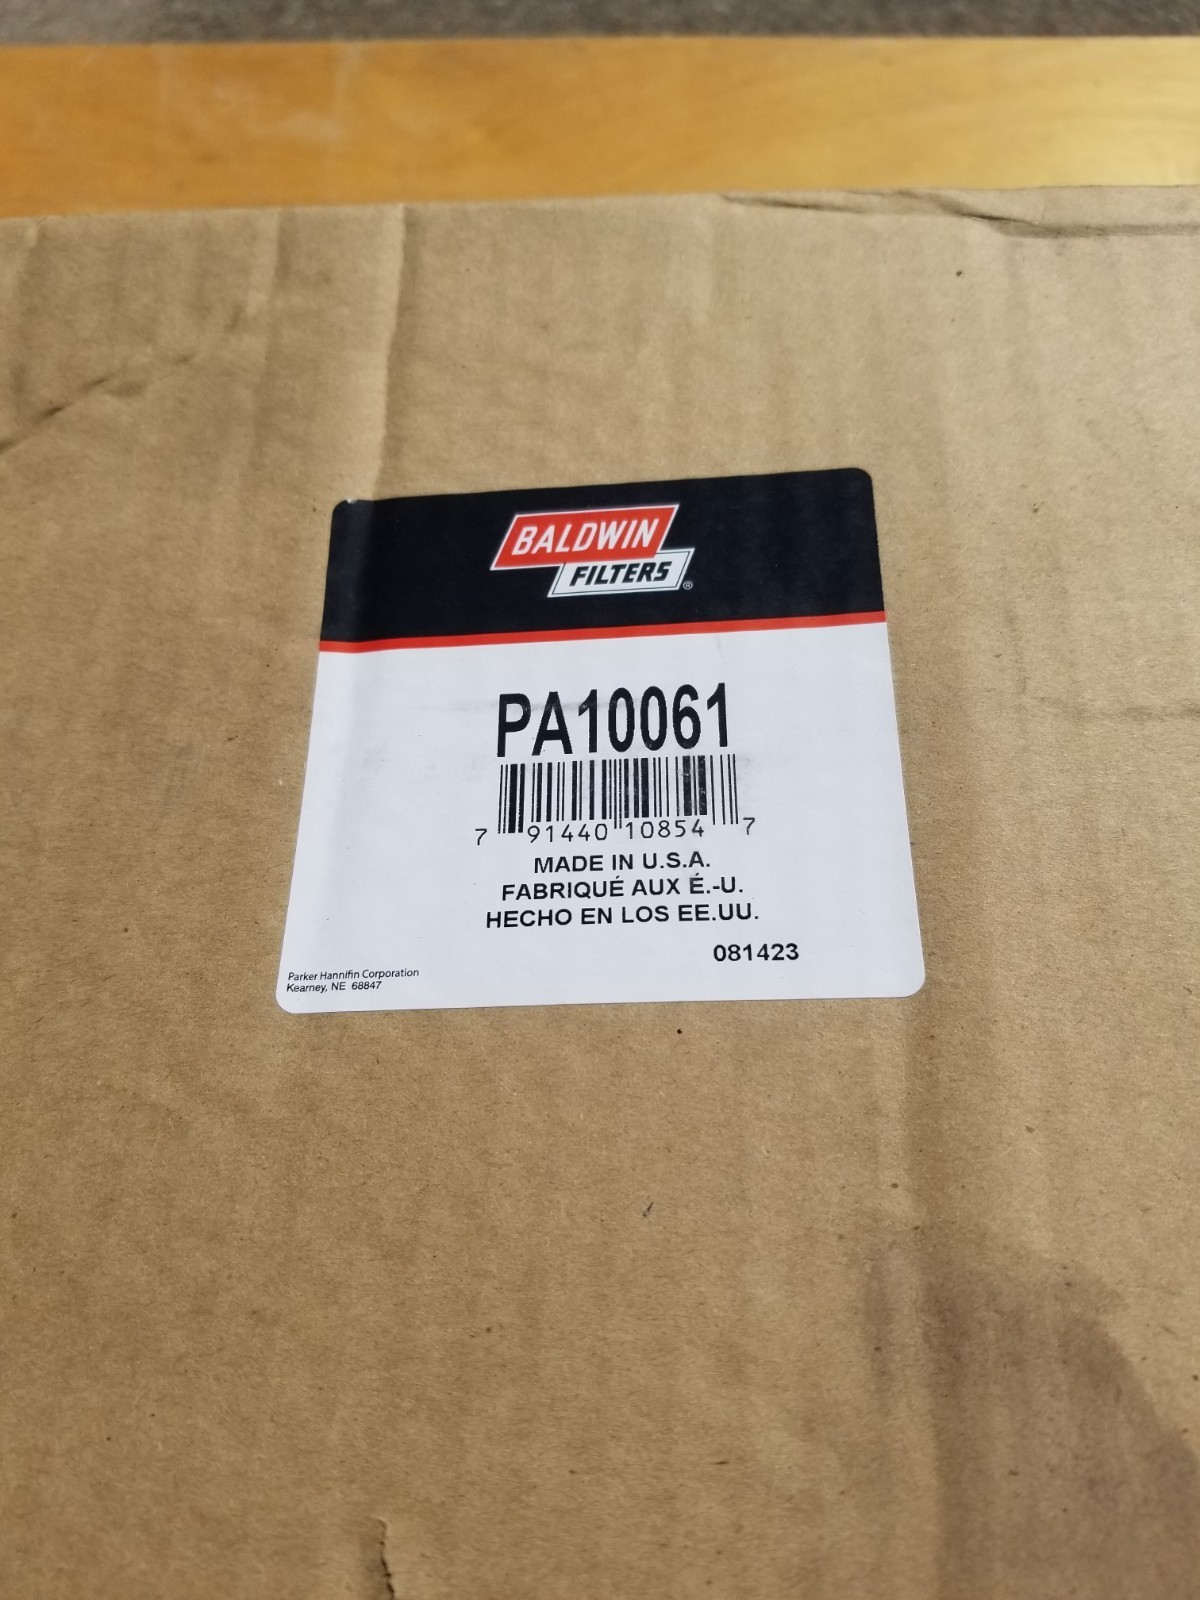 BALDWIN
FILTERS®
PA10061
7 91440 10854 7
MADE IN U.S.A.
FABRIQUÉ AUX É.-U.
HECHO EN LOS EE.UU.
081423
Parker Hannifin Corporation
Kearney, NE 68847